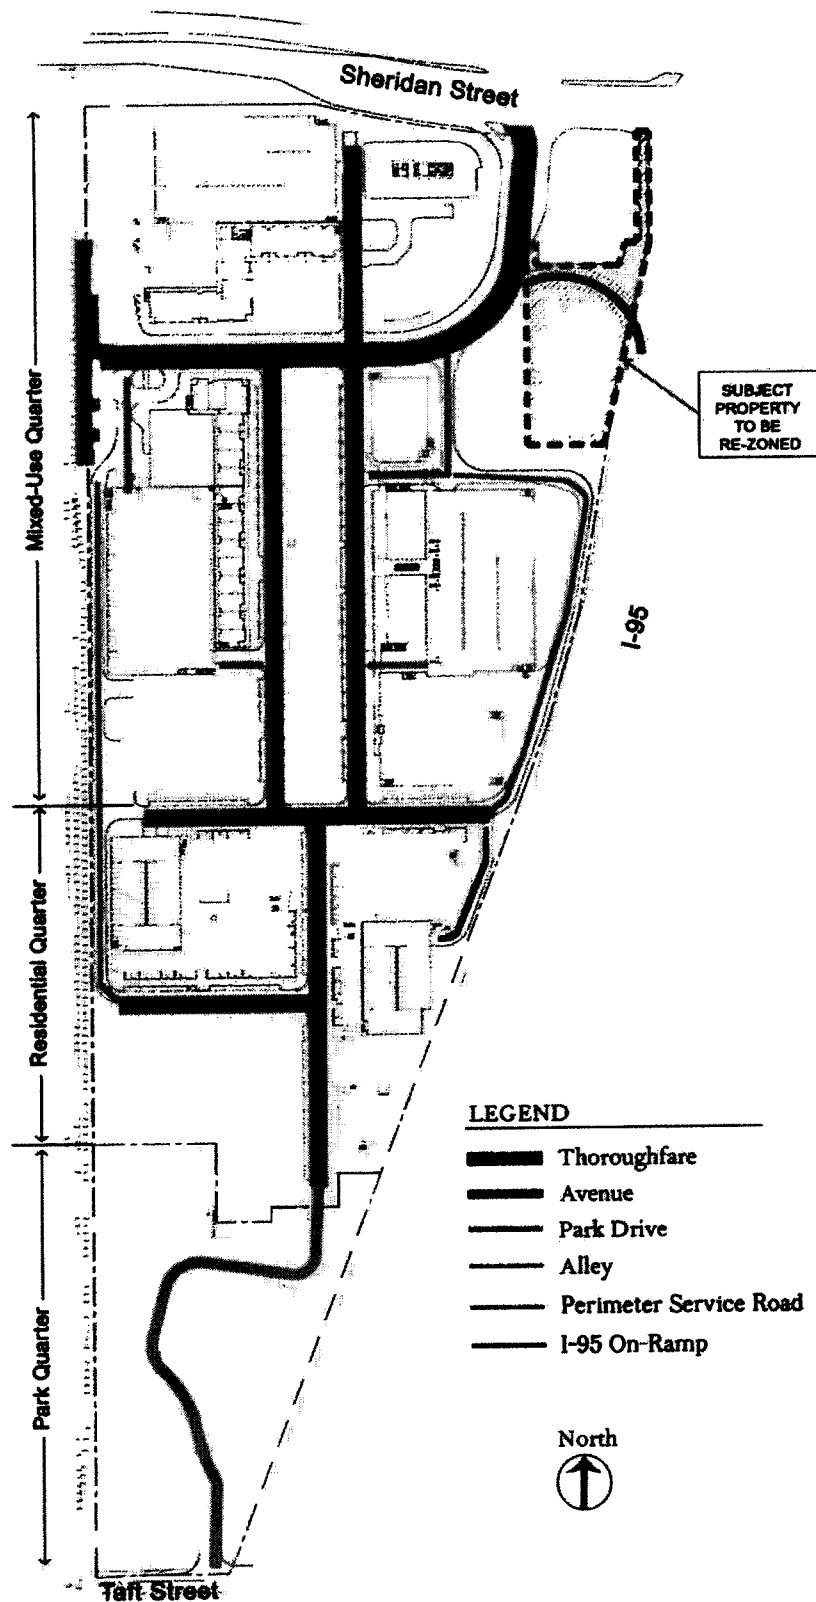 Sheridan Street
Mixed-Use Quarter
SUBJECT
PROPERTY
TO BE
RE-ZONED
I-95
Residential Quarter
LEGEND
Thoroughfare
Avenue
Park Drive
Alley
Perimeter Service Road
I-95 On-Ramp
Park Quarter
North
Taft Street